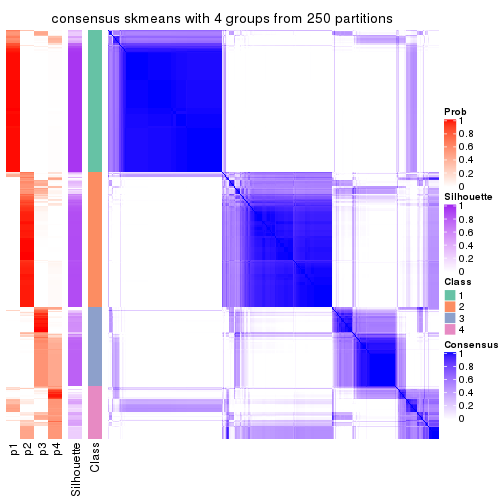 consensus skmeans with 4 groups from 250 partitions
p1
p2
p3
p4
Silhouette
Class
Prob
1
0.8
0.6
0.4
0.2
0
Silhouette
1
0.8
0.6
0.4
0.2
0
Class
1
2
3
4
Consensus
1
0.8
0.6
0.4
0.2
0